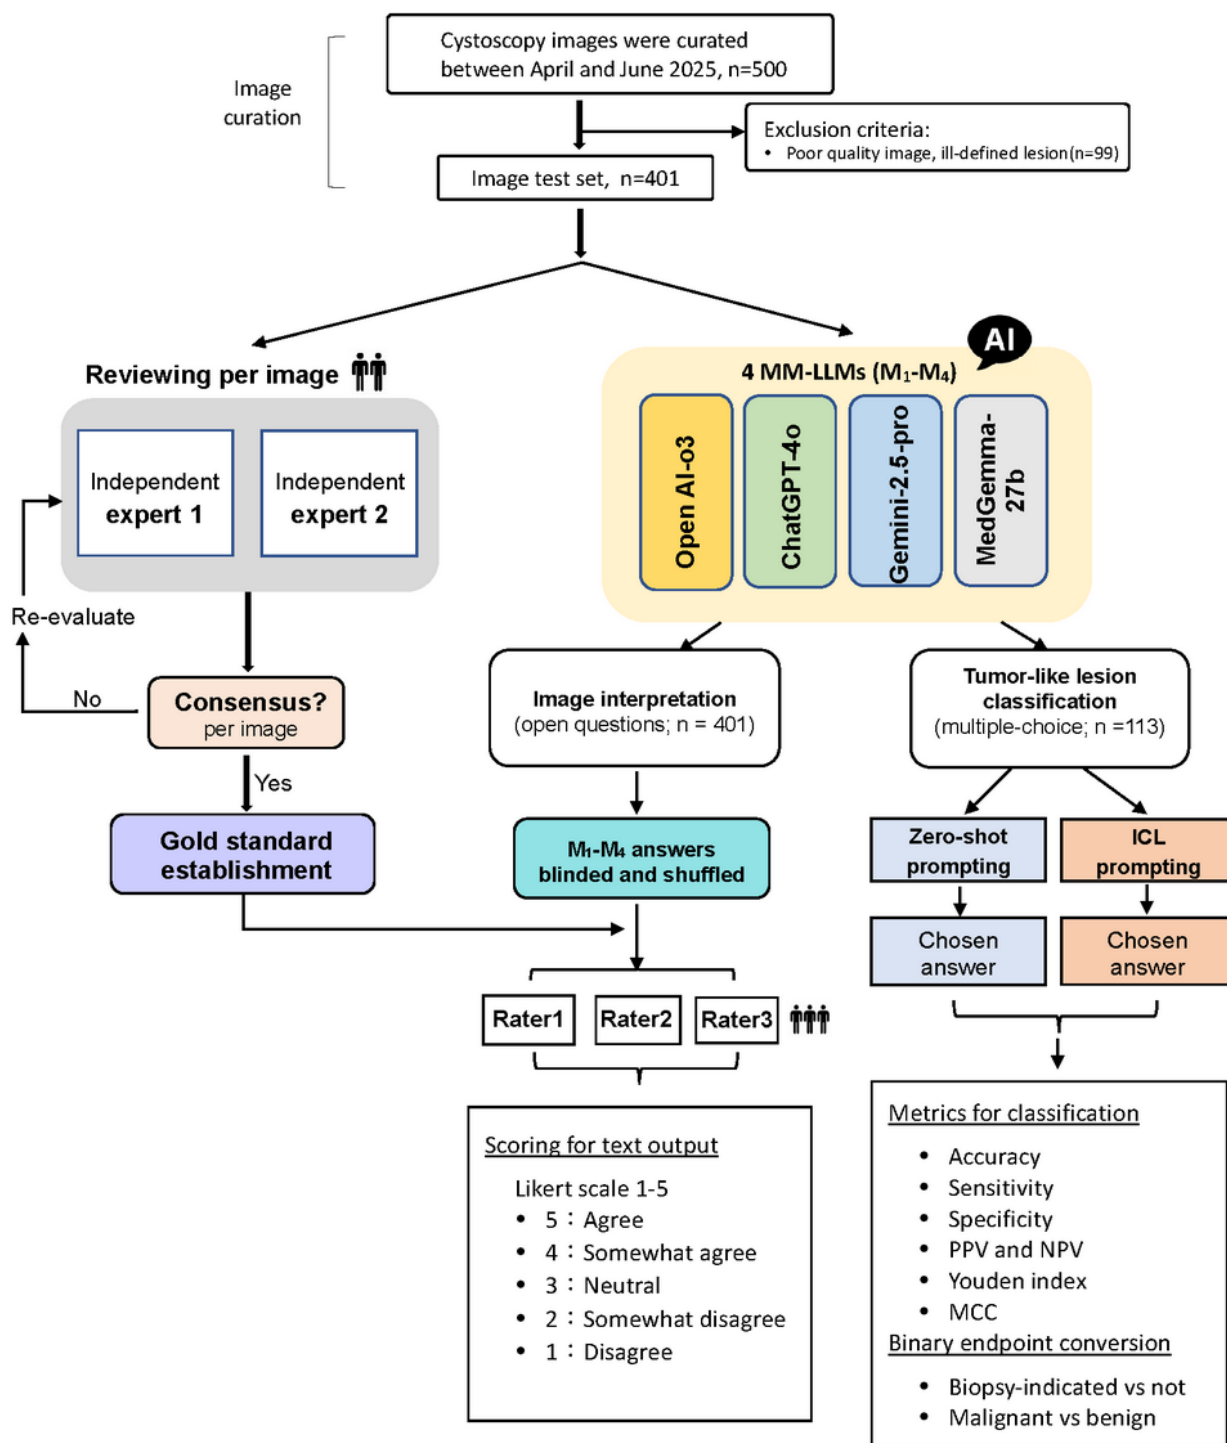 Cystoscopy images were curated
between April and June 2025, n=500
Image
curation
Exclusion criteria:
• Poor quality image, ill-defined lesion(n=99)
Image test set, n=401
AI
Reviewing per image
4 MM-LLMs (M₁-M₄)
Independent
expert 1
Independent
expert 2
Open AI-o3
ChatGPT-4o
Gemini-2.5-pro
MedGemma-
27b
Re-evaluate
No
Consensus?
per image
Yes
Gold standard
establishment
Image interpretation
(open questions; n = 401)
Tumor-like lesion
classification
(multiple-choice; n =113)
M₁-M₄ answers
blinded and shuffled
Zero-shot
prompting
ICL
prompting
Chosen
answer
Chosen
answer
Rater1
Rater2
Rater3
Scoring for text output
Likert scale 1-5
• 5：Agree
• 4：Somewhat agree
• 3：Neutral
• 2：Somewhat disagree
• 1：Disagree
Metrics for classification
• Accuracy
• Sensitivity
• Specificity
• PPV and NPV
• Youden index
• MCC
Binary endpoint conversion
• Biopsy-indicated vs not
• Malignant vs benign